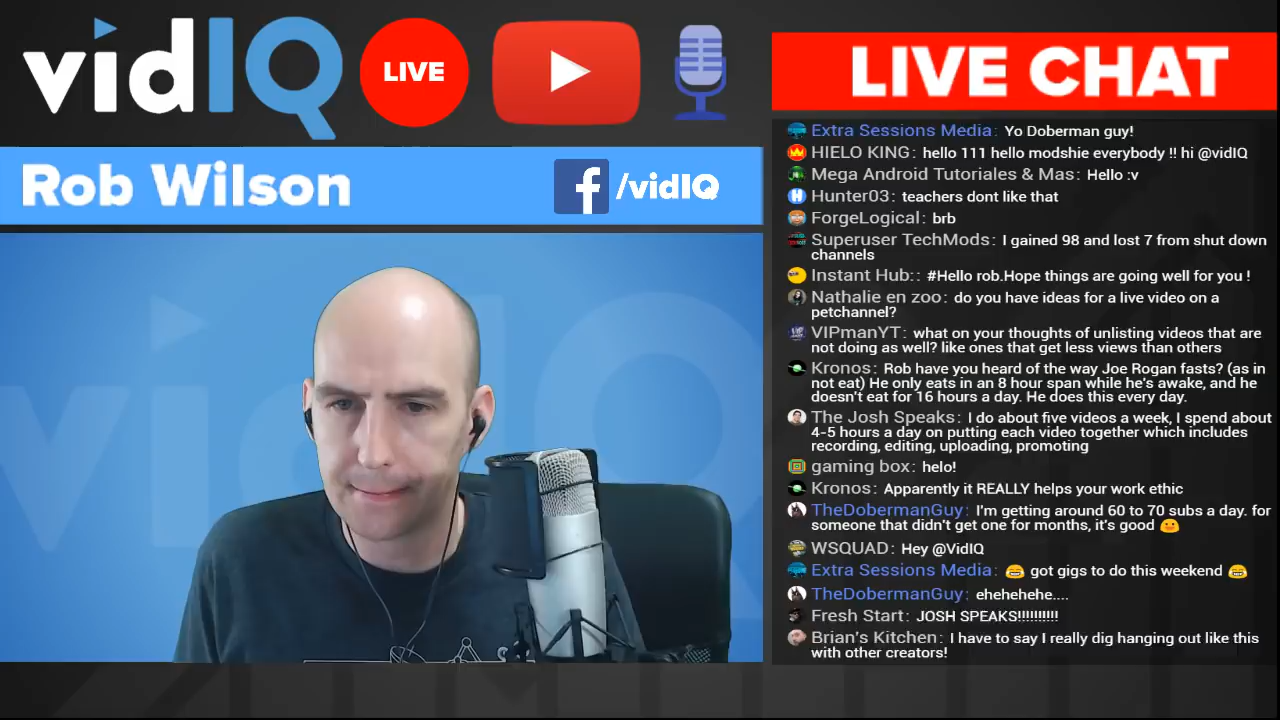 vidIQ
LIVE
LIVE CHAT
Rob Wilson
f/vidIQ
Extra Sessions Media: Yo Doberman guy!
HIELO KING: hello 111 hello modshie everybody !! hi @vidIQ
Mega Android Tutoriales & Mas: Hello :v
Hunter03: teachers dont like that
ForgeLogical: brb
Superuser TechMods: I gained 98 and lost 7 from shut down
channels
Instant Hub:: #Hello rob.Hope things are going well for you !
Nathalie en zoo: do you have ideas for a live video on a
petchannel?
VIPmanYT: what on your thoughts of unlisting videos that are
not doing as well? like ones that get less views than others
Kronos: Rob have you heard of the way Joe Rogan fasts? (as in
not eat) He only eats in an 8 hour span while he's awake, and he
doesn't eat for 16 hours a day. He does this every day.
The Josh Speaks: I do about five videos a week, I spend about
4-5 hours a day on putting each video together which includes
recording, editing, uploading, promoting
gaming box: helo!
Kronos: Apparently it REALLY helps your work ethic
TheDobermanGuy: I'm getting around 60 to 70 subs a day. for
someone that didn't get one for months, it's good
WSQUAD: Hey @VidIQ
Extra Sessions Media: 😁 got gigs to do this weekend 😁
TheDobermanGuy: ehehehehe....
Fresh Start: JOSH SPEAKS!!!!!!!!!!
Brian's Kitchen: I have to say I really dig hanging out like this
with other creators!